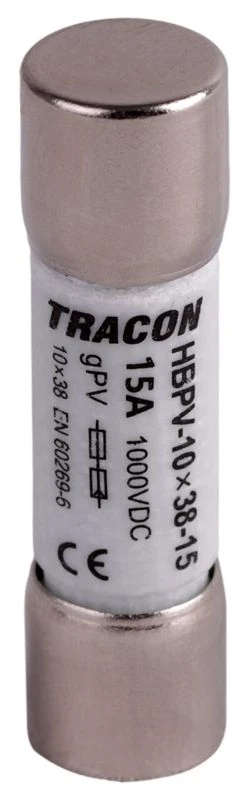 TRACON
HBPV-10×38-15
15A 1000VDC
gPV
10×38 EN 60269-6
CE